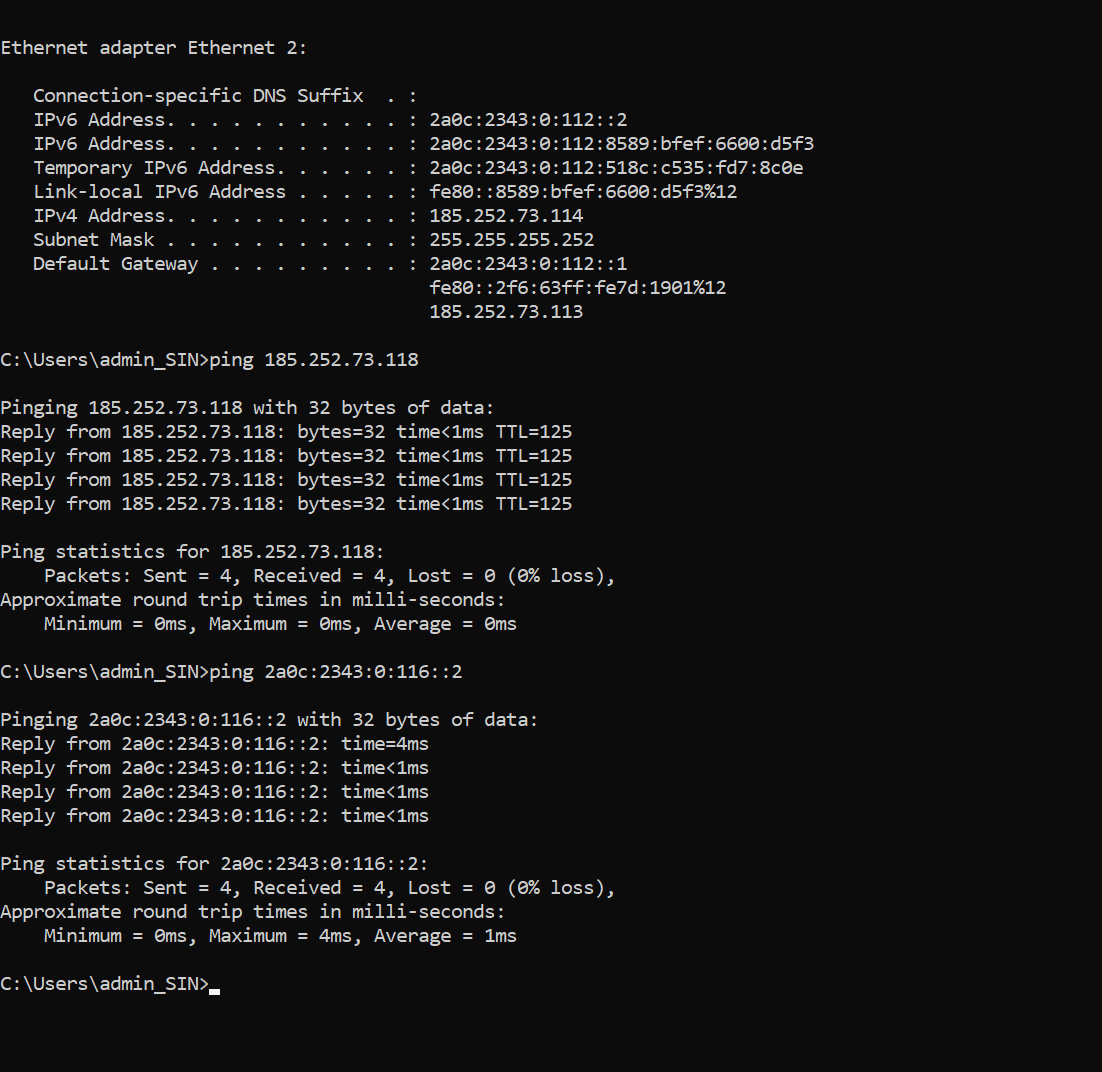 Ethernet adapter Ethernet 2:
Connection-specific DNS Suffix  . :
IPv6 Address. . . . . . . . . . . : 2a0c:2343:0:112::2
IPv6 Address. . . . . . . . . . . : 2a0c:2343:0:112:8589:bfef:6600:d5f3
Temporary IPv6 Address. . . . . . : 2a0c:2343:0:112:518c:c535:fd7:8c0e
Link-local IPv6 Address . . . . . : fe80::8589:bfef:6600:d5f3%12
IPv4 Address. . . . . . . . . . . : 185.252.73.114
Subnet Mask . . . . . . . . . . . : 255.255.255.252
Default Gateway . . . . . . . . . : 2a0c:2343:0:112::1
fe80::2f6:63ff:fe7d:1901%12
185.252.73.113
C:\Users\admin_SIN>ping 185.252.73.118
Pinging 185.252.73.118 with 32 bytes of data:
Reply from 185.252.73.118: bytes=32 time<1ms TTL=125
Reply from 185.252.73.118: bytes=32 time<1ms TTL=125
Reply from 185.252.73.118: bytes=32 time<1ms TTL=125
Reply from 185.252.73.118: bytes=32 time<1ms TTL=125
Ping statistics for 185.252.73.118:
Packets: Sent = 4, Received = 4, Lost = 0 (0% loss),
Approximate round trip times in milli-seconds:
Minimum = 0ms, Maximum = 0ms, Average = 0ms
C:\Users\admin_SIN>ping 2a0c:2343:0:116::2
Pinging 2a0c:2343:0:116::2 with 32 bytes of data:
Reply from 2a0c:2343:0:116::2: time=4ms
Reply from 2a0c:2343:0:116::2: time<1ms
Reply from 2a0c:2343:0:116::2: time<1ms
Reply from 2a0c:2343:0:116::2: time<1ms
Ping statistics for 2a0c:2343:0:116::2:
Packets: Sent = 4, Received = 4, Lost = 0 (0% loss),
Approximate round trip times in milli-seconds:
Minimum = 0ms, Maximum = 4ms, Average = 1ms
C:\Users\admin_SIN>